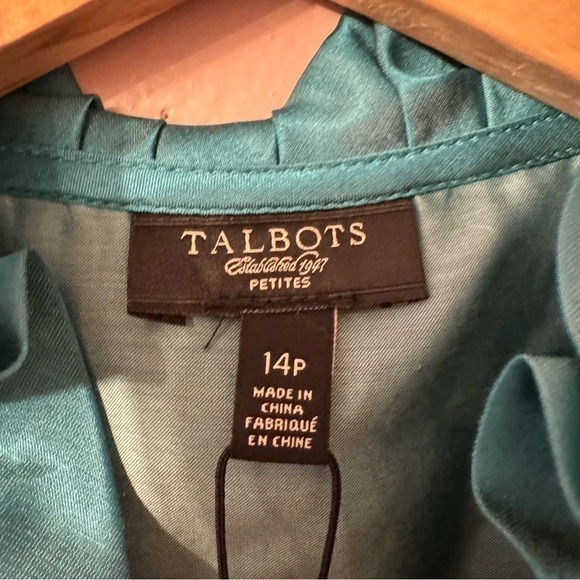 TALBOTS
Established 1947
PETITES
14P
MADE IN
CHINA
FABRIQUÉ
EN CHINE